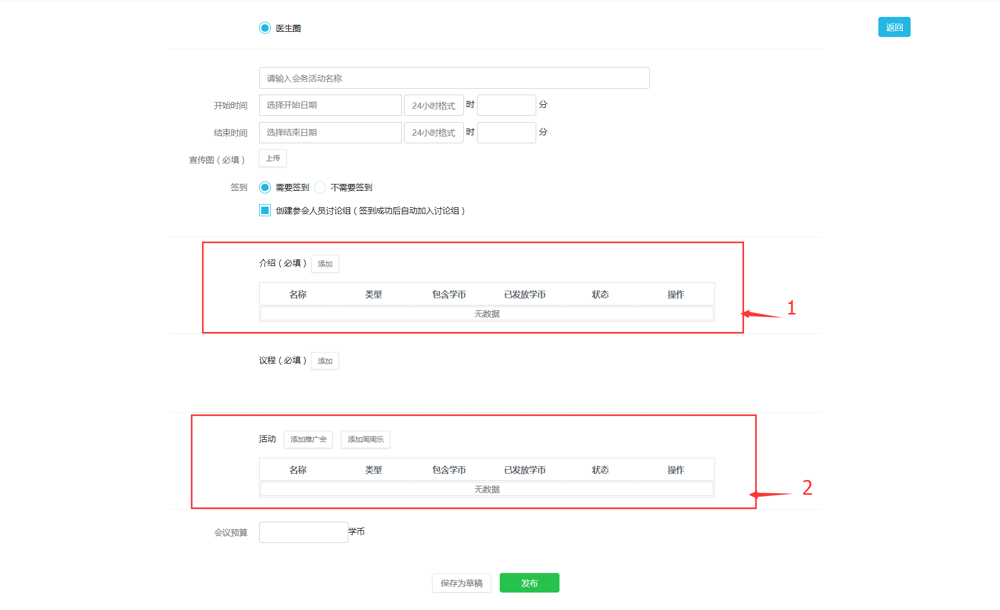 医生圈 返回
请输入会务活动名称
开始时间 选择开始日期 24小时格式 时 分
结束时间 选择结束日期 24小时格式 时 分
宣传图（必填） 上传
签到 需要签到 不需要签到
创建参会人员讨论组（签到成功后自动加入讨论组）
介绍（必填） 添加
名称 类型 包含学币 已发放学币 状态 操作
无数据
1
议程（必填） 添加
活动 添加推广会 添加周周乐
名称 类型 包含学币 已发放学币 状态 操作
无数据
2
会议预算 学币
保存为草稿 发布